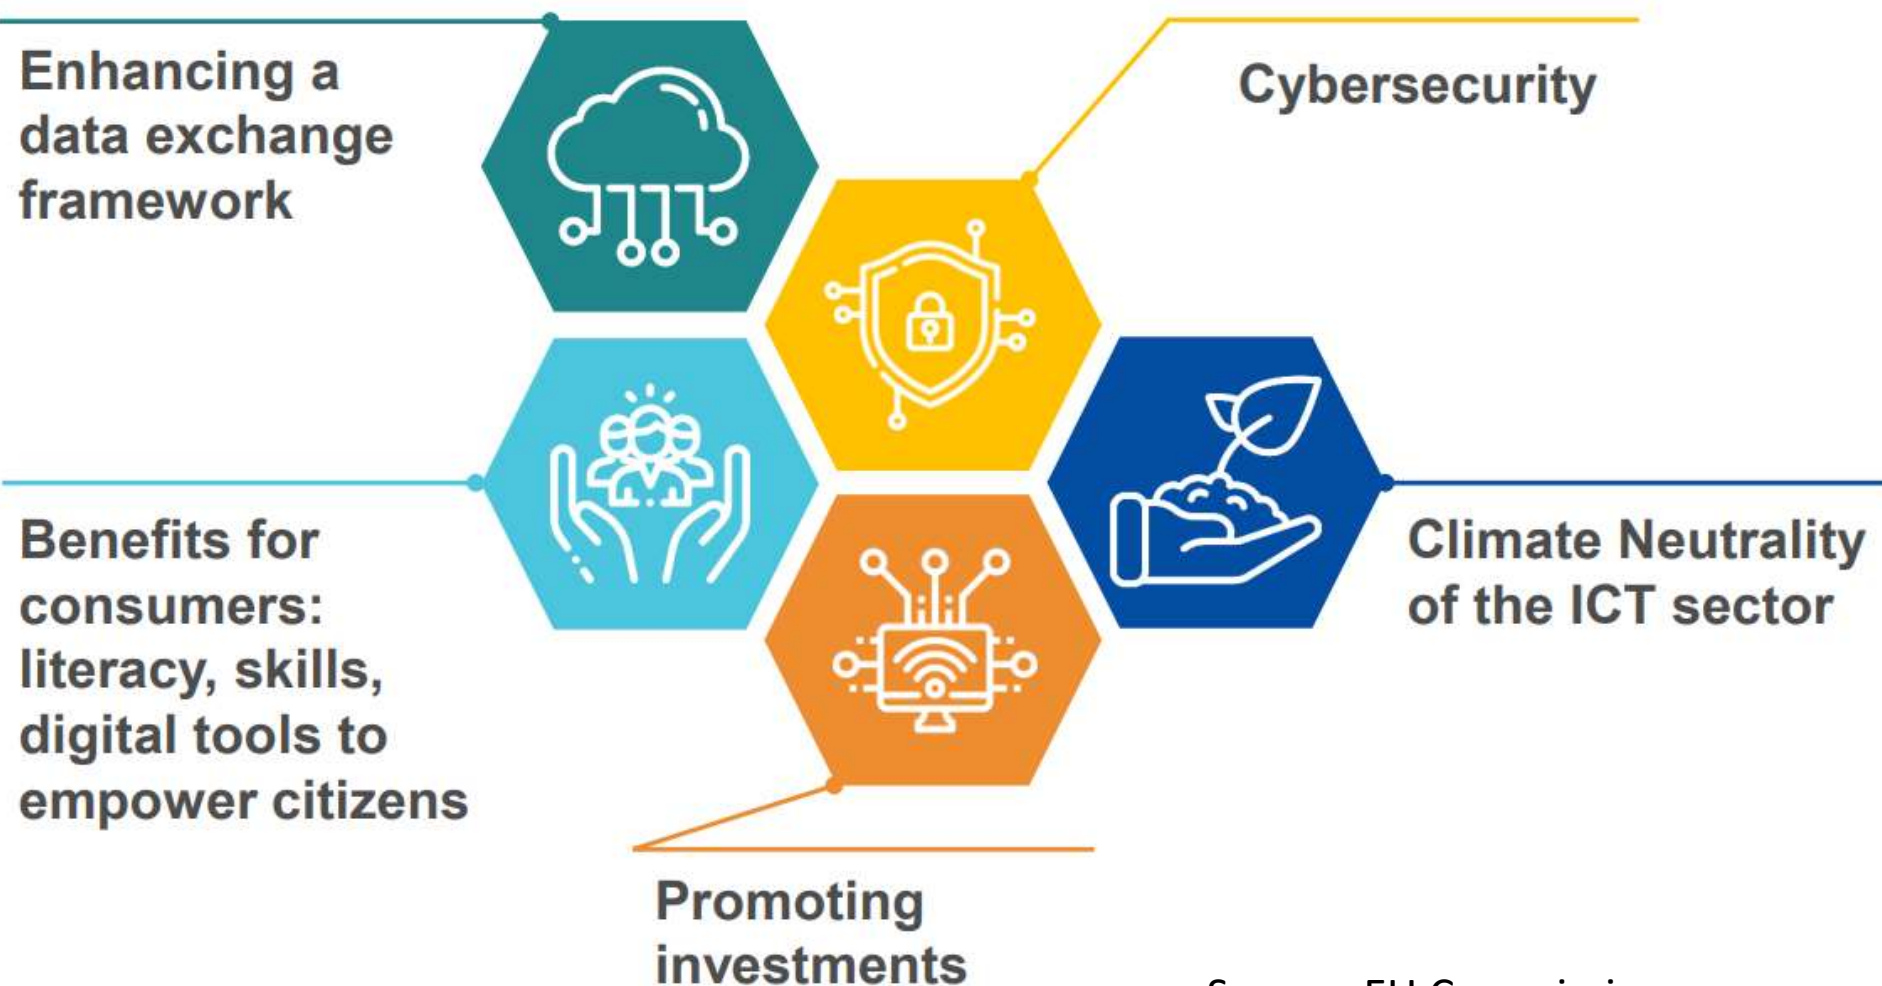 Enhancing a
data exchange
framework
Cybersecurity
Benefits for
consumers:
literacy, skills,
digital tools to
empower citizens
Climate Neutrality
of the ICT sector
Promoting
investments